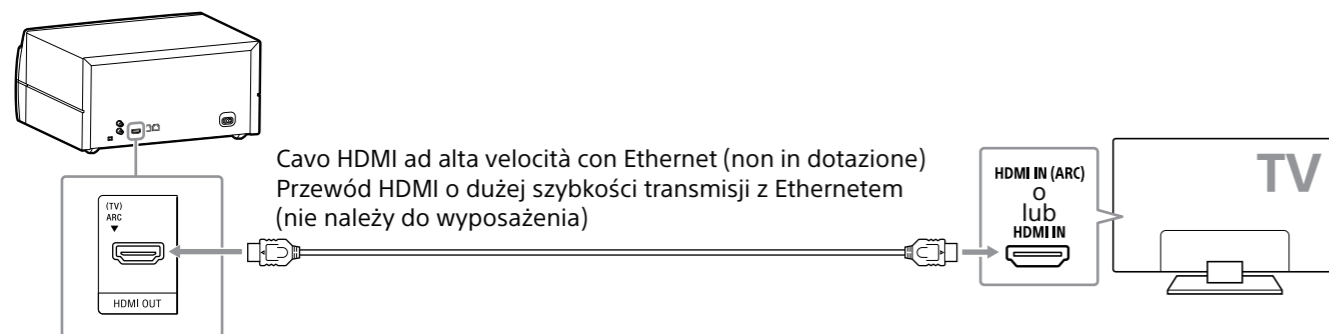 Cavo HDMI ad alta velocità con Ethernet (non in dotazione)
Przewód HDMI o dużej szybkości transmisji z Ethernetem
(nie należy do wyposażenia)
(TV)
ARC
HDMI OUT
HDMI IN (ARC)
o
lub
HDMI IN
TV